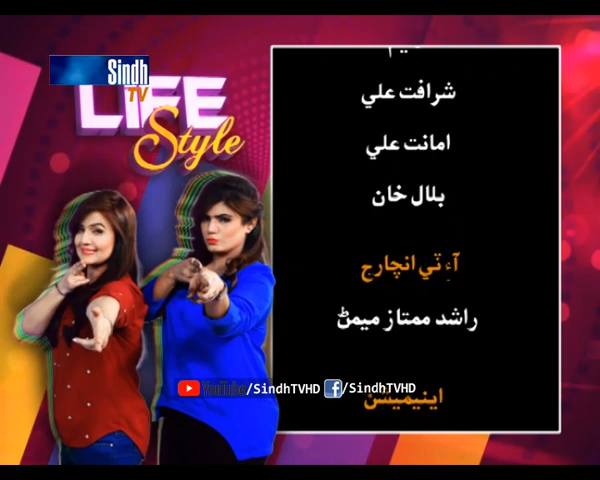 Sindh
TV
LIFE
Style
شرافت علي
امانت علي
بلال خان
آءِ ٽي انچارج
راشد ممتاز ميمڻ
YouTube/SindhTVHD
f/SindhTVHD
اينيميشن